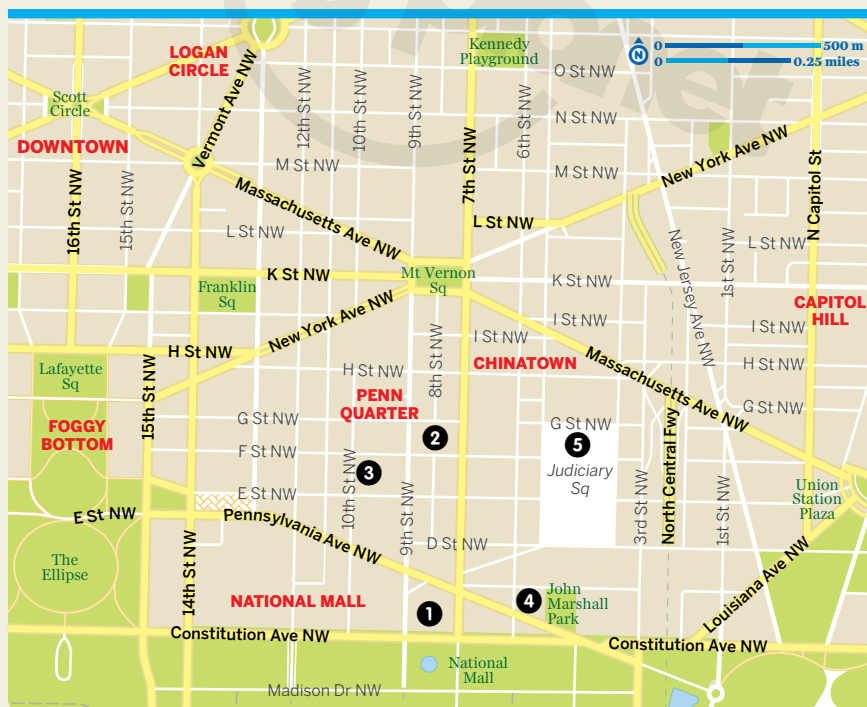 LOGAN
CIRCLE
Kennedy
Playground
0 500 m
N
0 0.25 miles
O St NW
Scott
Circle
12th St NW
10th St NW
9th St NW
6th St NW
N St NW
Vermont Ave NW
DOWNTOWN
7th St NW
M St NW
M St NW
New York Ave NW
16th St NW
15th St NW
Massachusetts Ave NW
L St NW
L St NW
L St NW
New Jersey Ave NW
1st St NW
N Capitol St
K St NW
Mt Vernon
Sq
K St NW
Franklin
Sq
New York Ave NW
CAPITOL
HILL
I St NW
I St NW
I St NW
H St NW
8th St NW
CHINATOWN
Massachusetts Ave NW
H St NW
Lafayette
Sq
H St NW
15th St NW
PENN
QUARTER
G St NW
FOGGY
BOTTOM
G St NW
G St NW
2
5
F St NW
Judiciary
Sq
3
10th St NW
9th St NW
3rd St NW
North Central Fwy
1st St NW
Union
Station
Plaza
E St NW
E St NW
Pennsylvania Ave NW
D St NW
The
Ellipse
14th St NW
Louisiana Ave NW
NATIONAL MALL
1
4
John
Marshall
Park
Constitution Ave NW
Constitution Ave NW
National
Mall
Madison Dr NW